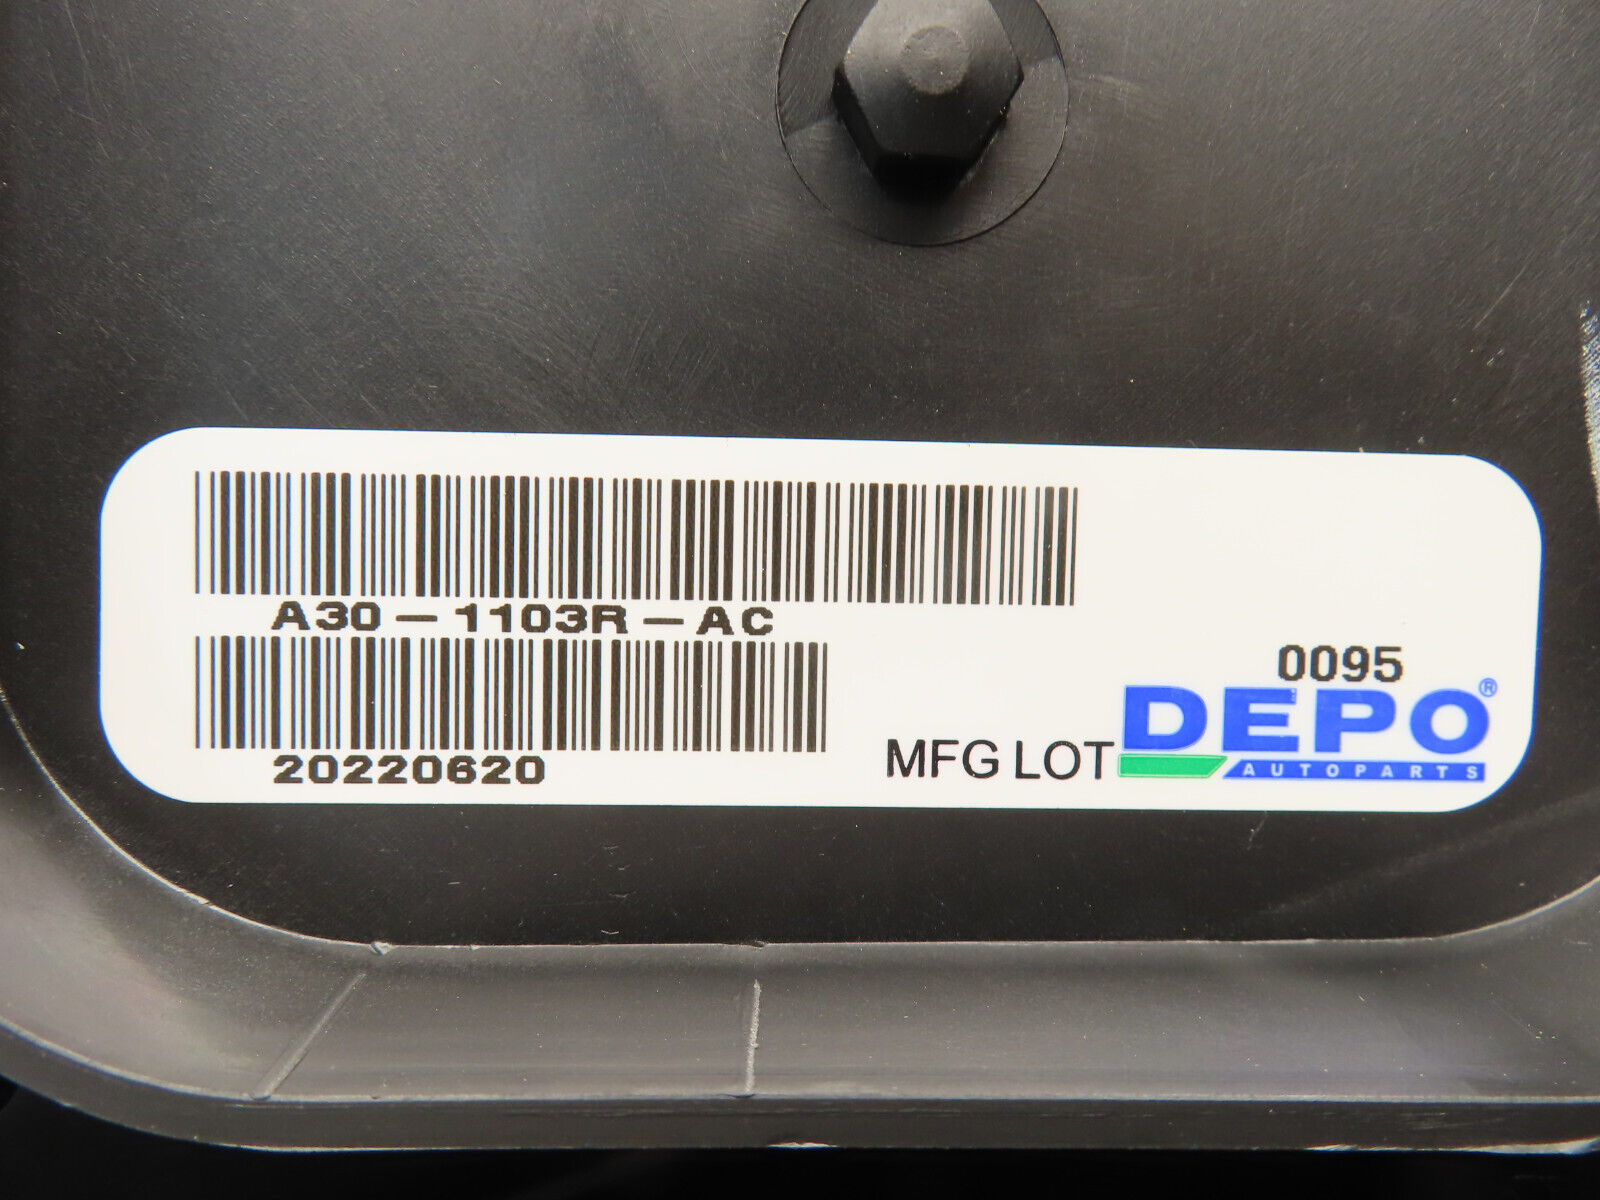 A30-1103R-AC
20220620
0095
MFG LOT DEPO®
AUTOPARTS